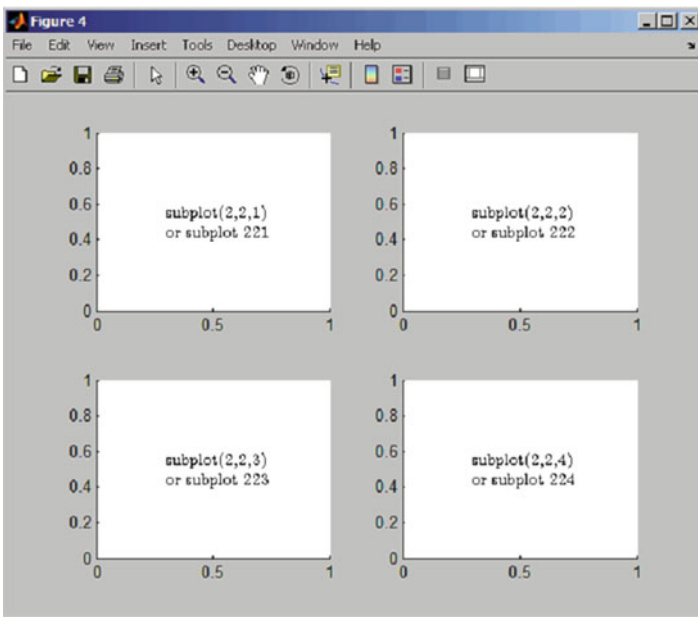 Figure 4
File Edit View Insert Tools Desktop Window Help
1
0.8
0.6
0.4
0.2
0
0 0.5 1
subplot(2,2,1)
or subplot 221
1
0.8
0.6
0.4
0.2
0
0 0.5 1
subplot(2,2,2)
or subplot 222
1
0.8
0.6
0.4
0.2
0
0 0.5 1
subplot(2,2,3)
or subplot 223
1
0.8
0.6
0.4
0.2
0
0 0.5 1
subplot(2,2,4)
or subplot 224